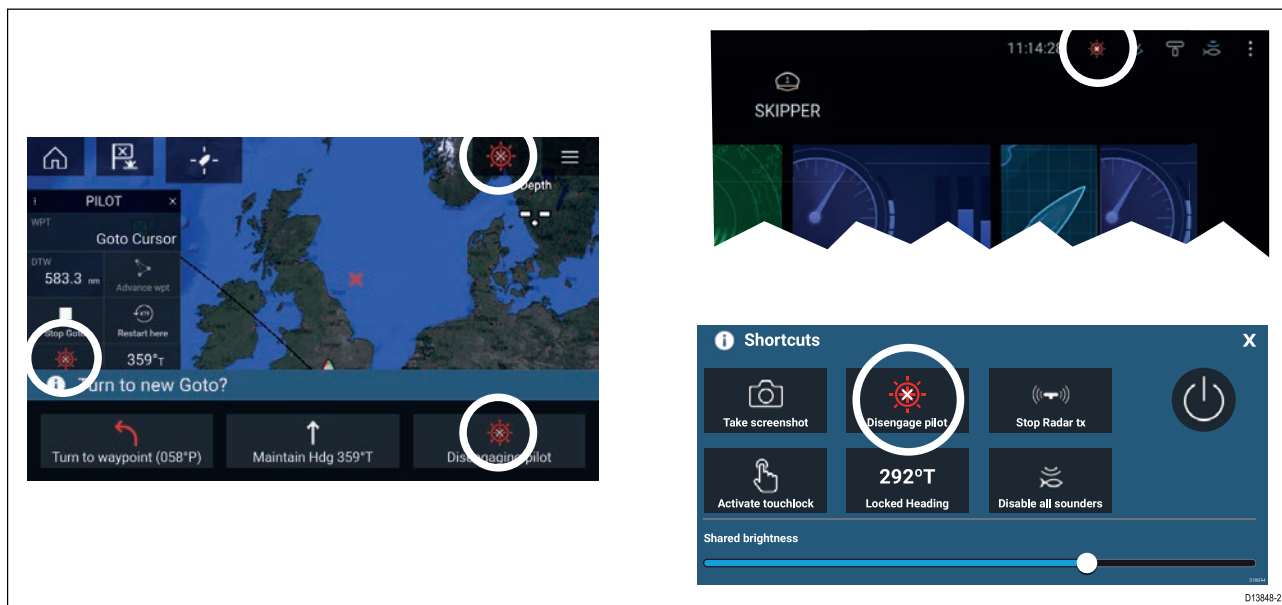 11:14:28
SKIPPER
Depth
--.-
PILOT
×
WPT
Goto Cursor
DTW
583.3 nm
Advance wpt
XTE
Stop Goto
Restart here
359°T
Turn to new Goto?
Turn to waypoint (058°P)
Maintain Hdg 359°T
Disengaging pilot
Shortcuts
X
Take screenshot
Disengage pilot
Stop Radar tx
292°T
Activate touchlock
Locked Heading
Disable all sounders
Shared brightness
D13848-2